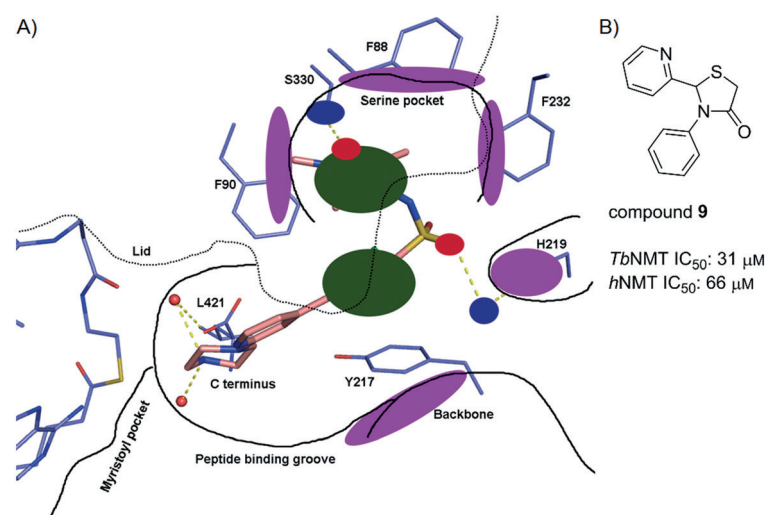 A)
B)
F88
S330
Serine pocket
F232
F90
Lid
H219
L421
C terminus
Y217
Backbone
Myristoyl pocket
Peptide binding groove
N
S
N
O
compound 9
TbNMT IC50: 31 μM
hNMT IC50: 66 μM